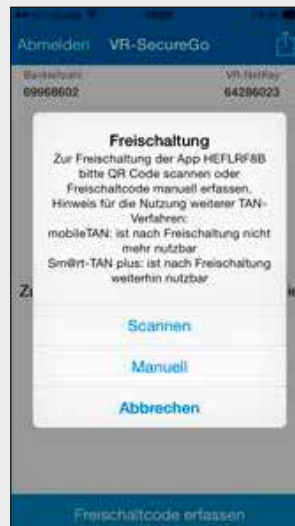 Abmelden VR-SecureGo
Bankleitzahl VR-NetKey
69968602 64286023
Freischaltung
Zur Freischaltung der App HEFLRF8B
bitte QR Code scannen oder
Freischaltcode manuell erfassen.
Hinweis für die Nutzung weiterer TAN-
Verfahren:
mobileTAN: ist nach Freischaltung nicht
mehr nutzbar
Sm@rt-TAN plus: ist nach Freischaltung
weiterhin nutzbar
Scannen
Manuell
Abbrechen
Freischaltcode erfassen